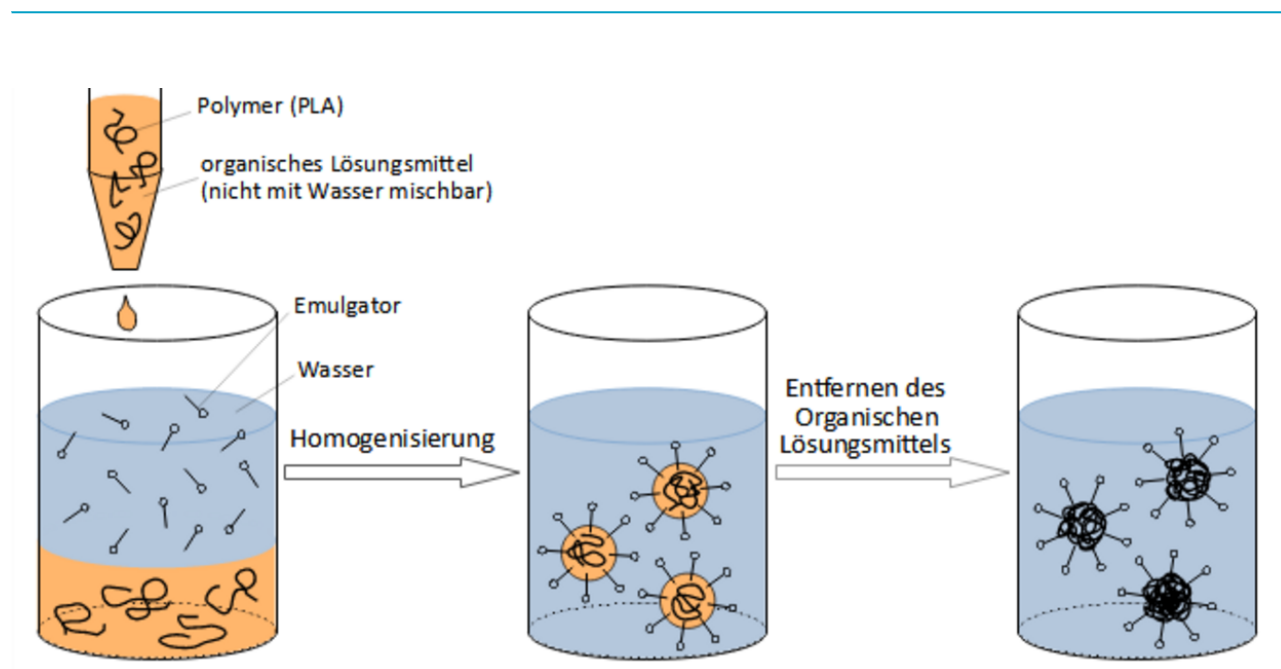 Polymer (PLA)
organisches Lösungsmittel
(nicht mit Wasser mischbar)
Emulgator
Wasser
Homogenisierung
Entfernen des
Organischen
Lösungsmittels